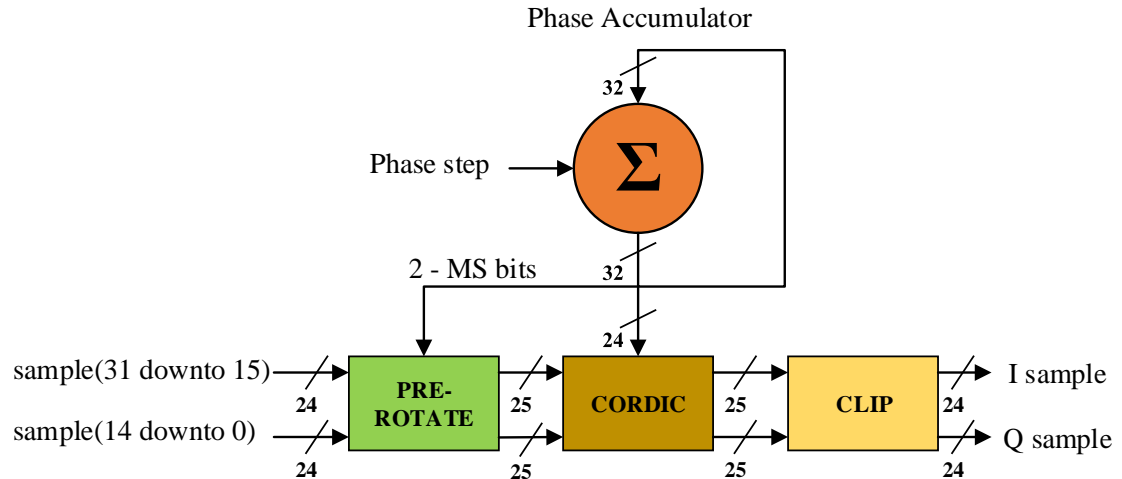 Phase Accumulator
32
Phase step
Σ
2 - MS bits
32
24
sample(31 downto 15)
24
PRE-
ROTATE
25
CORDIC
25
CLIP
24
I sample
sample(14 downto 0)
24
25
25
24
Q sample